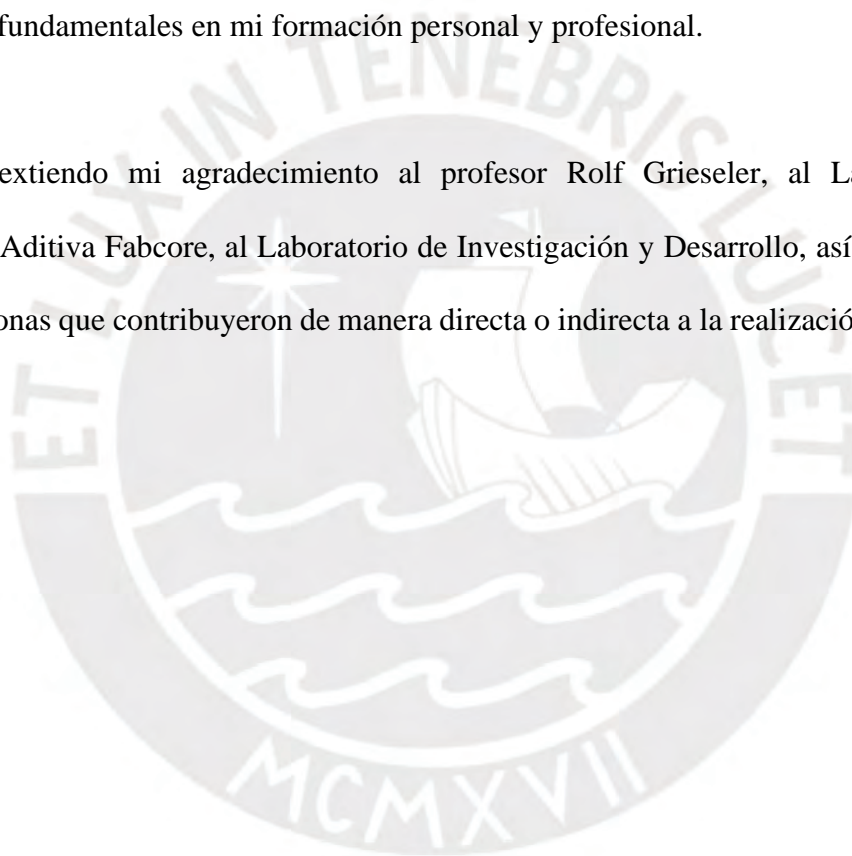 fundamentales en mi formación personal y profesional.
extiendo mi agradecimiento al profesor Rolf Grieseler, al La
Aditiva Fabcore, al Laboratorio de Investigación y Desarrollo, así
onas que contribuyeron de manera directa o indirecta a la realizació
ET LUX IN TENEBRIS LUCET
MCMXVII